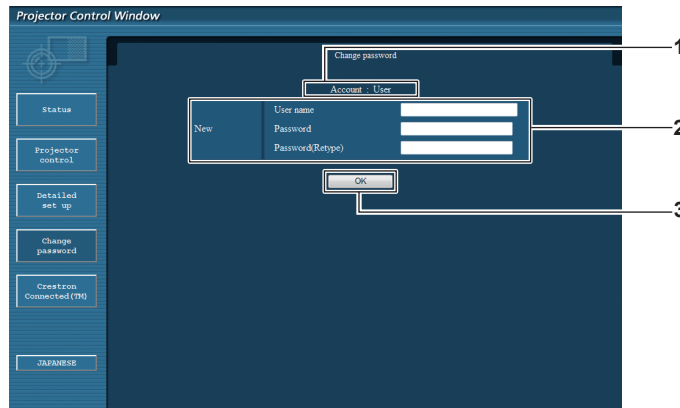 Projector Control Window
Change password
1
Account : User
Status
User name
New
Password
2
Password(Retype)
Projector
control
OK
Detailed
set up
3
Change
password
Crestron
Connected(TM)
JAPANESE